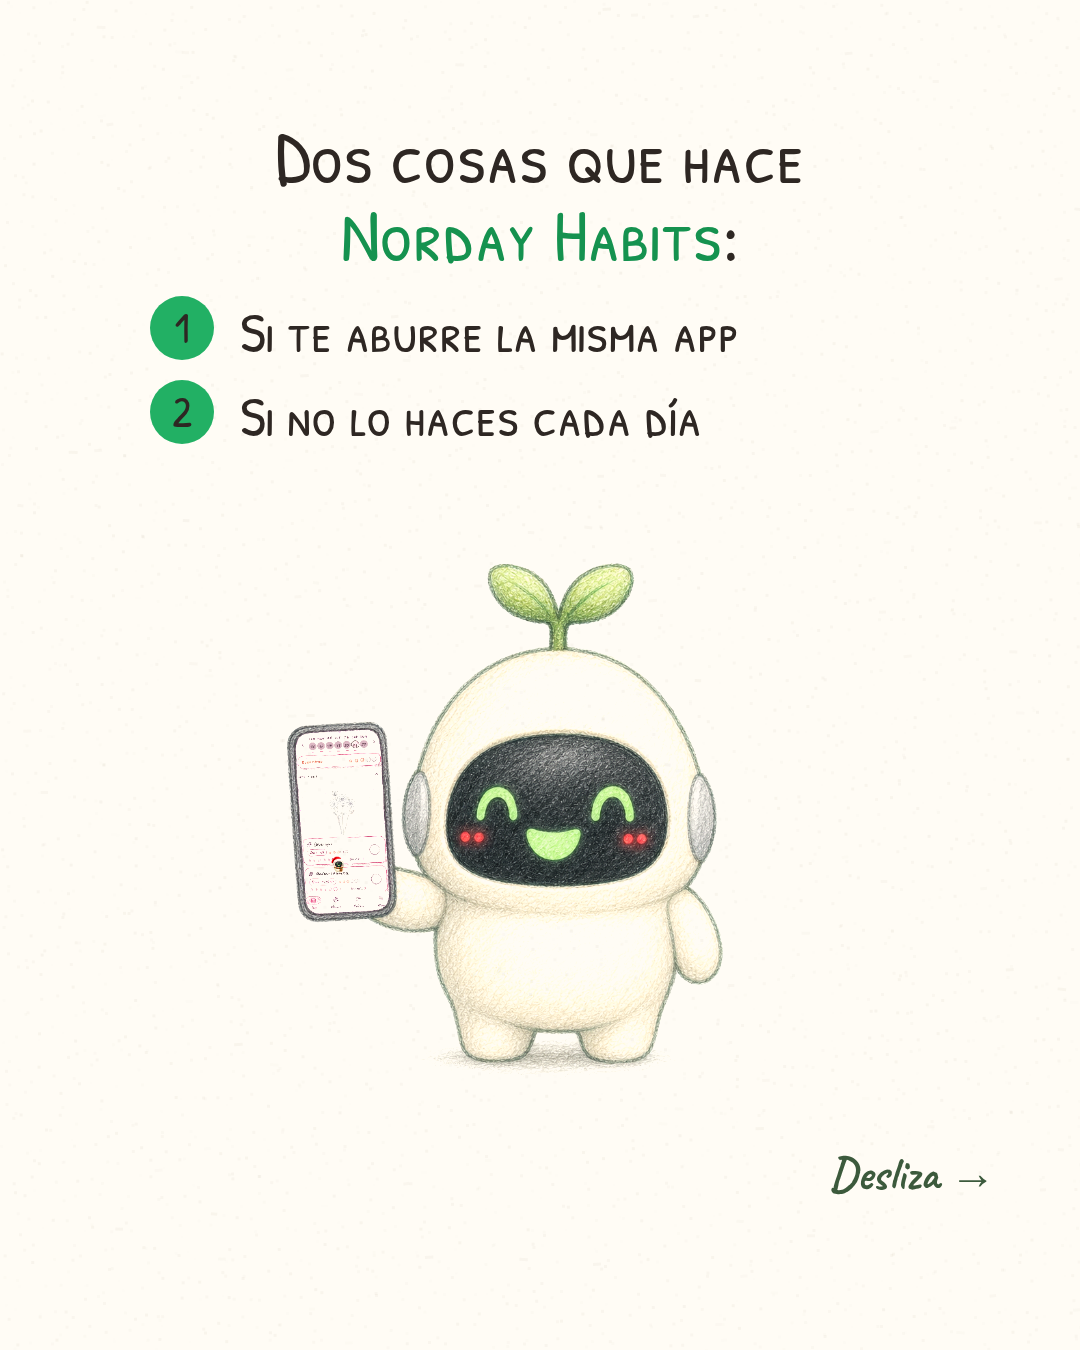 Dos cosas que hace
Norday Habits:
1 Si te aburre la misma app
2 Si no lo haces cada día
Desliza →